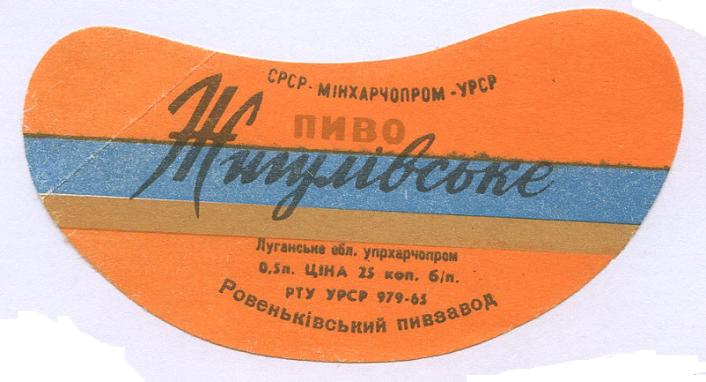 СРСР-МІНХАРЧОПРОМ-УРСР
ПИВО
Жигулівське
Луганське обл. упрхарчопром
0,5л. ЦІНА 25 коп. б/п.
РТУ УРСР 979-65
Ровеньківський пивзавод